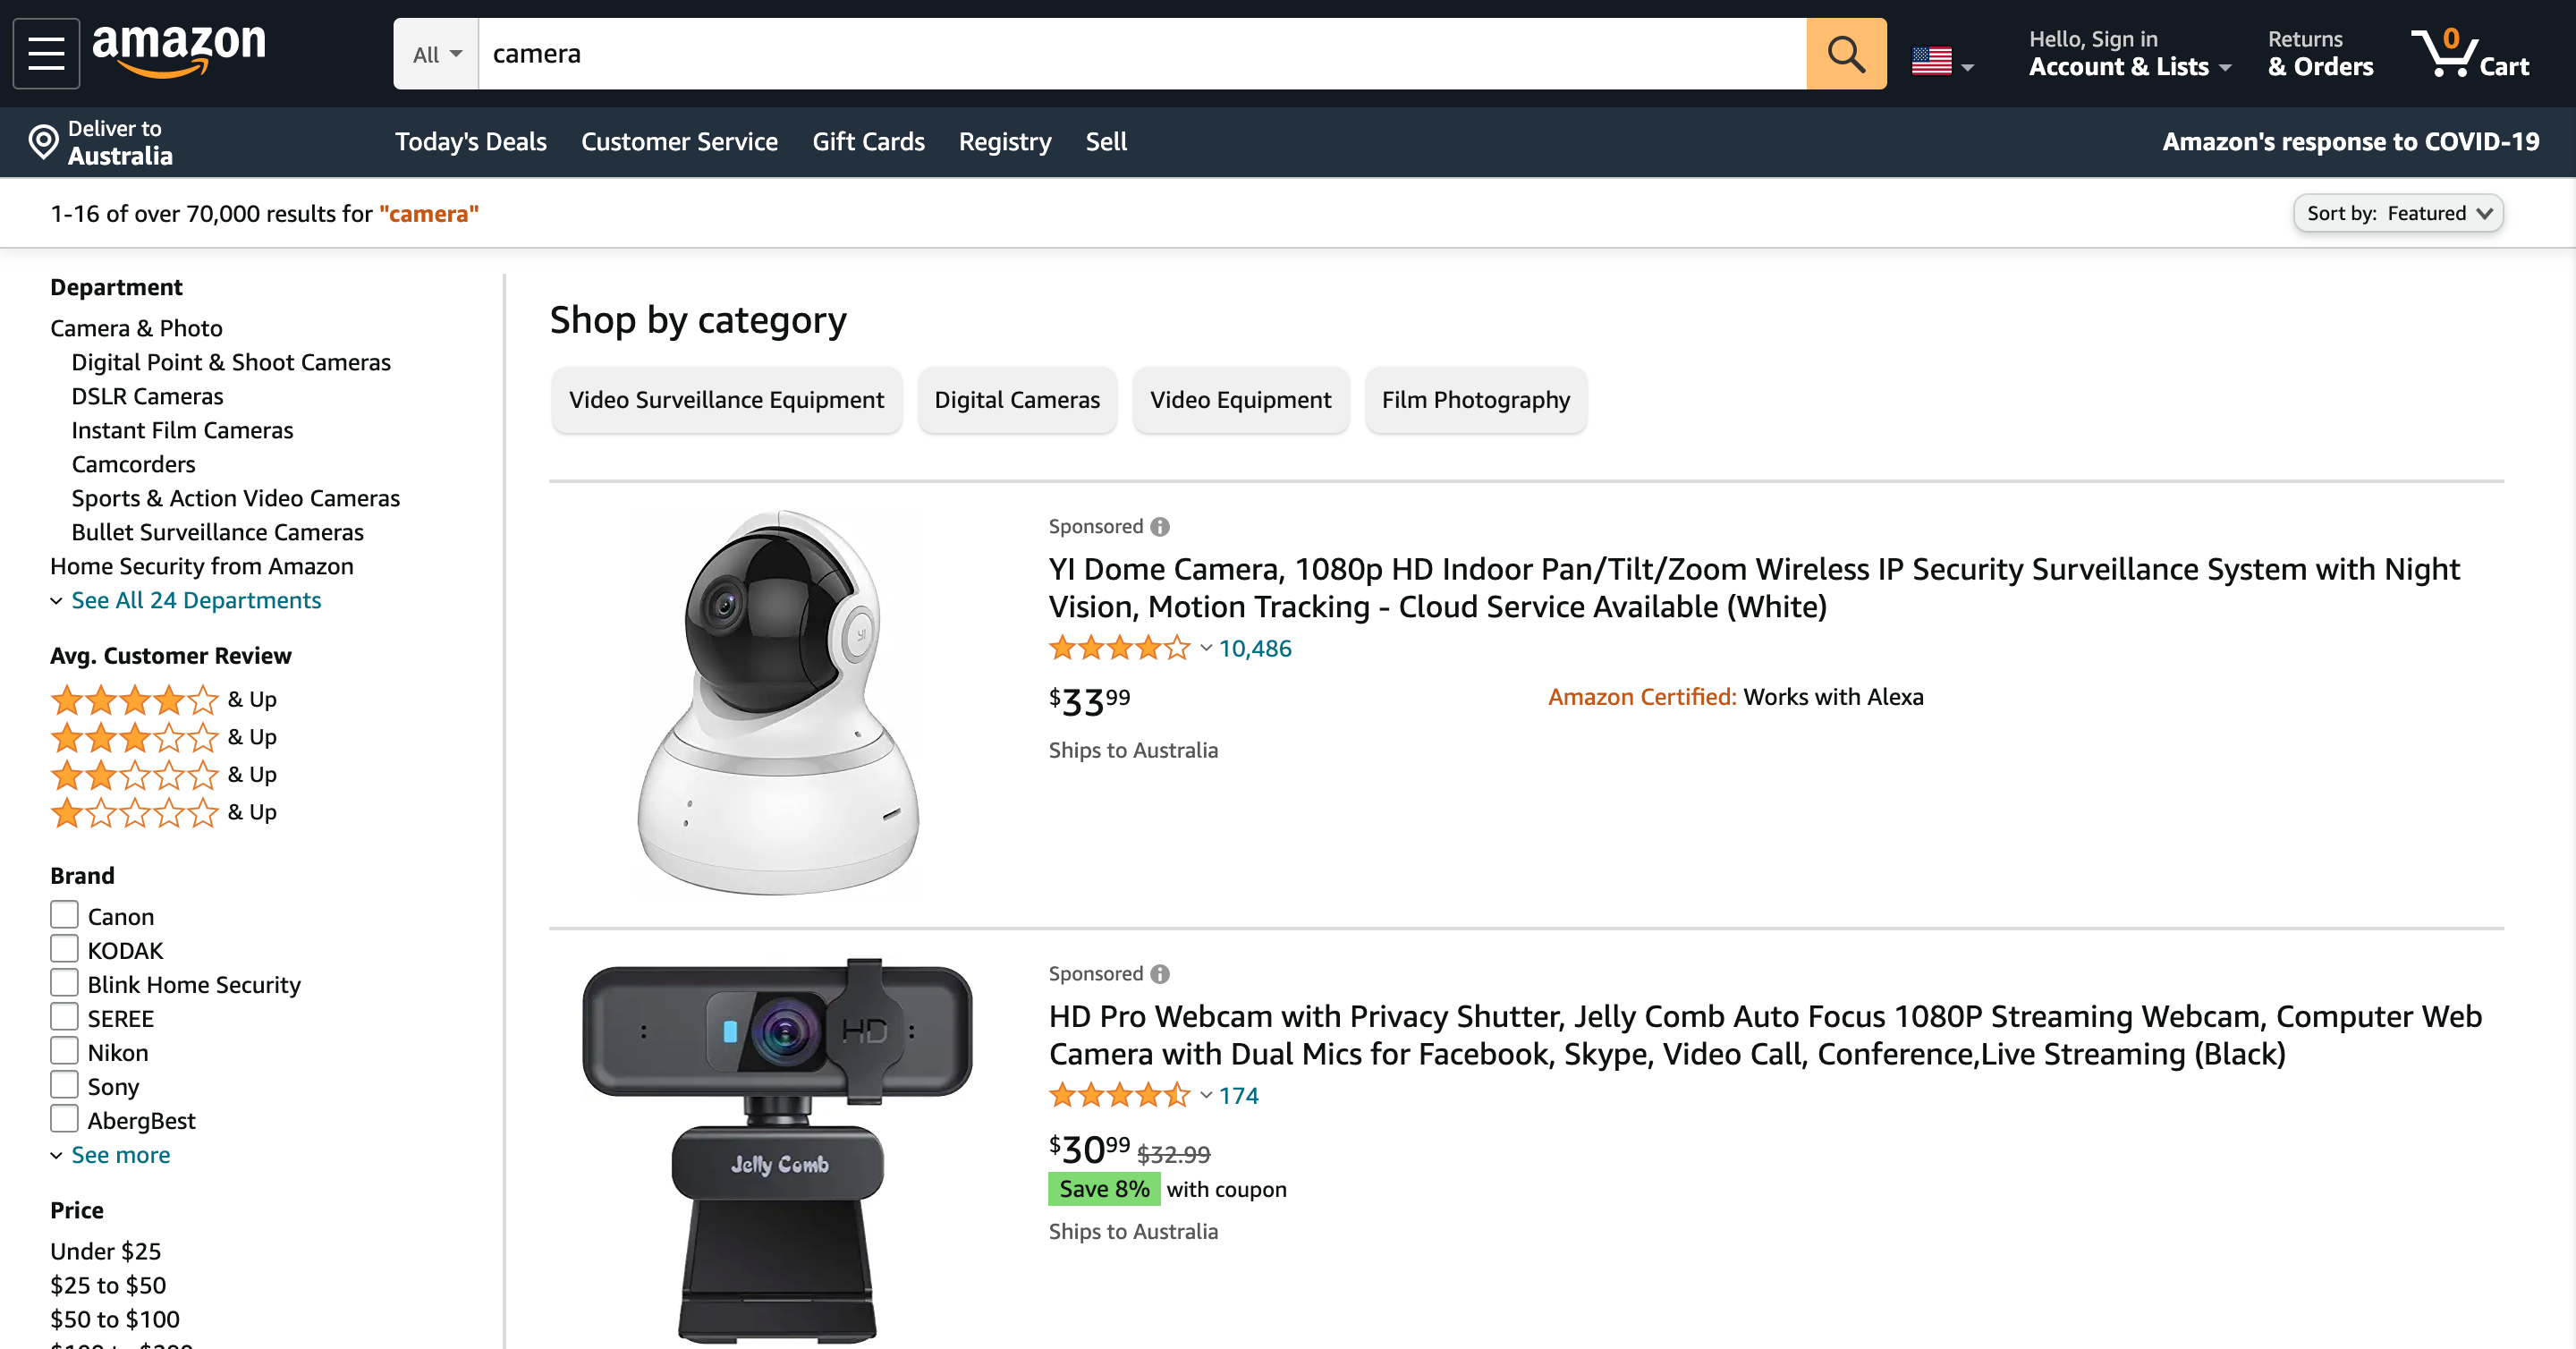 amazon
All
camera
Hello, Sign in
Account & Lists
Returns
& Orders
0
Cart
Deliver to
Australia
Today's Deals
Customer Service
Gift Cards
Registry
Sell
Amazon's response to COVID-19
1-16 of over 70,000 results for "camera"
Sort by: Featured
Department
Camera & Photo
Digital Point & Shoot Cameras
DSLR Cameras
Instant Film Cameras
Camcorders
Sports & Action Video Cameras
Bullet Surveillance Cameras
Home Security from Amazon
See All 24 Departments
Avg. Customer Review
& Up
& Up
& Up
& Up
Brand
Canon
KODAK
Blink Home Security
SEREE
Nikon
Sony
AbergBest
See more
Price
Under $25
$25 to $50
$50 to $100
Shop by category
Video Surveillance Equipment
Digital Cameras
Video Equipment
Film Photography
YI
Sponsored
YI Dome Camera, 1080p HD Indoor Pan/Tilt/Zoom Wireless IP Security Surveillance System with Night
Vision, Motion Tracking - Cloud Service Available (White)
10,486
$33 99
Amazon Certified: Works with Alexa
Ships to Australia
HD
Jelly Comb
Sponsored
HD Pro Webcam with Privacy Shutter, Jelly Comb Auto Focus 1080P Streaming Webcam, Computer Web
Camera with Dual Mics for Facebook, Skype, Video Call, Conference,Live Streaming (Black)
174
$30 99 $32.99
Save 8% with coupon
Ships to Australia